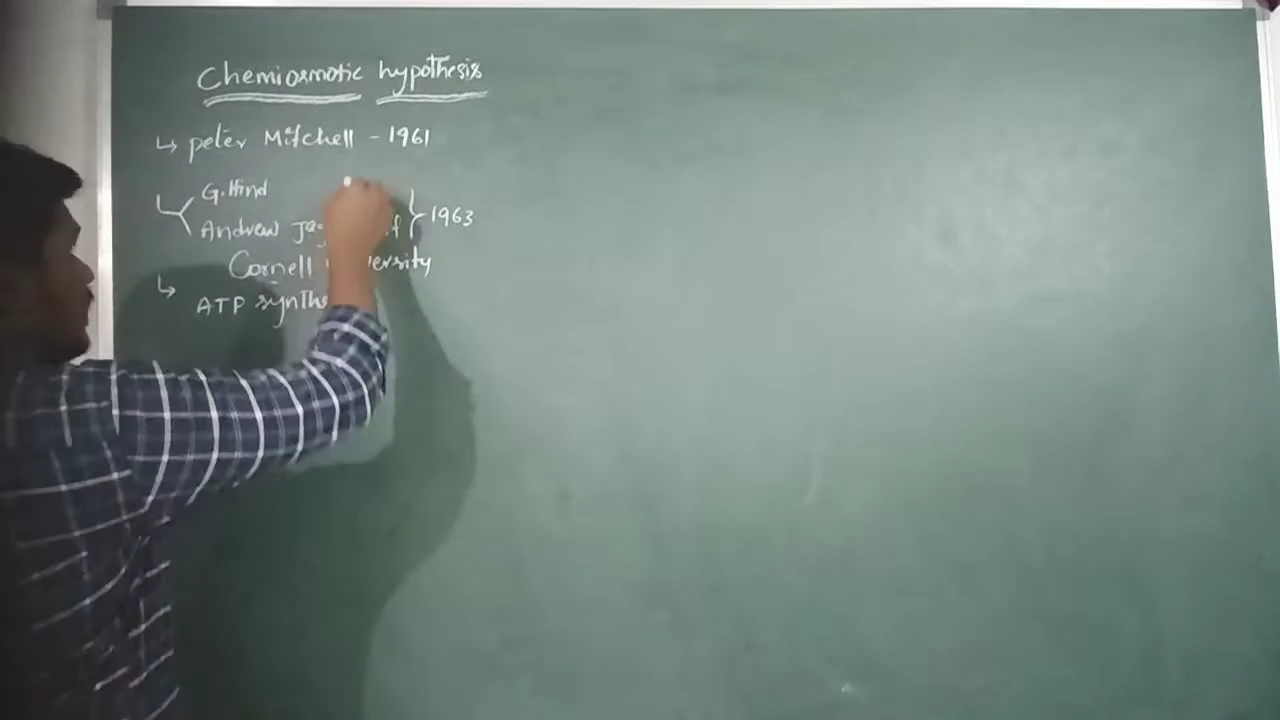 Chemiosmotic hypothesis
↳ peter Mitchell - 1961
G. Hind
Andrew } 1963
Cornell
ATP